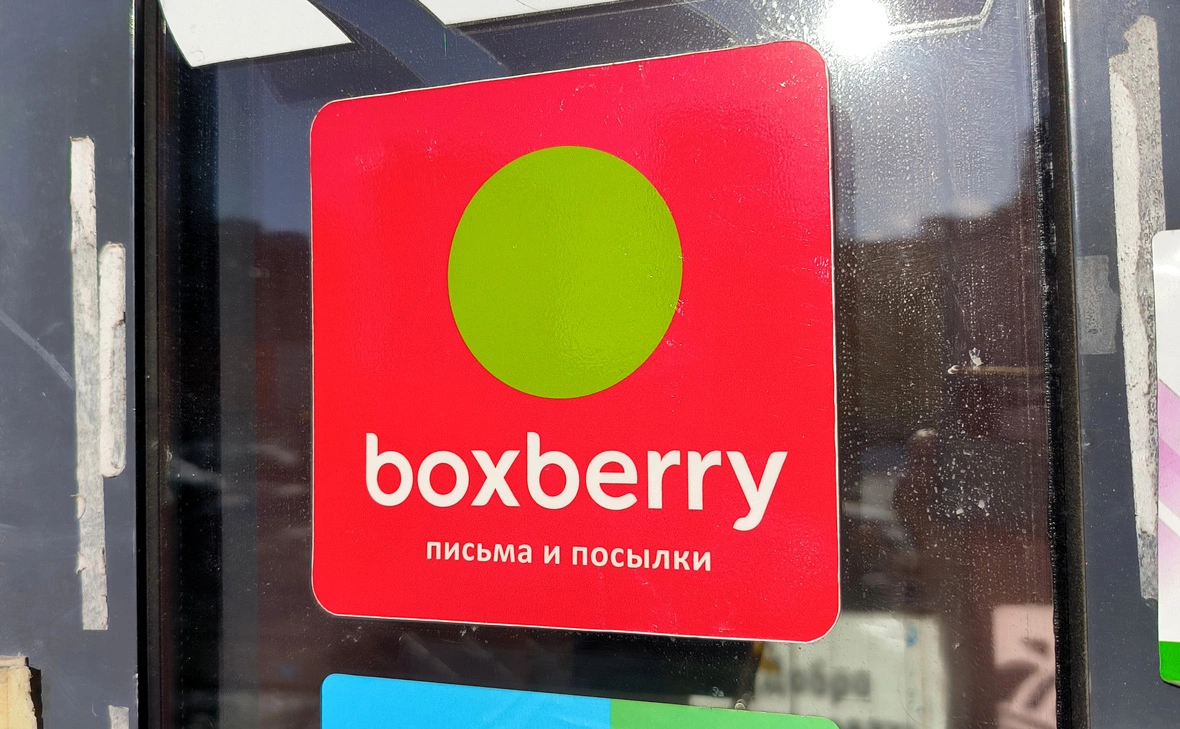 boxberry
письма и посылки